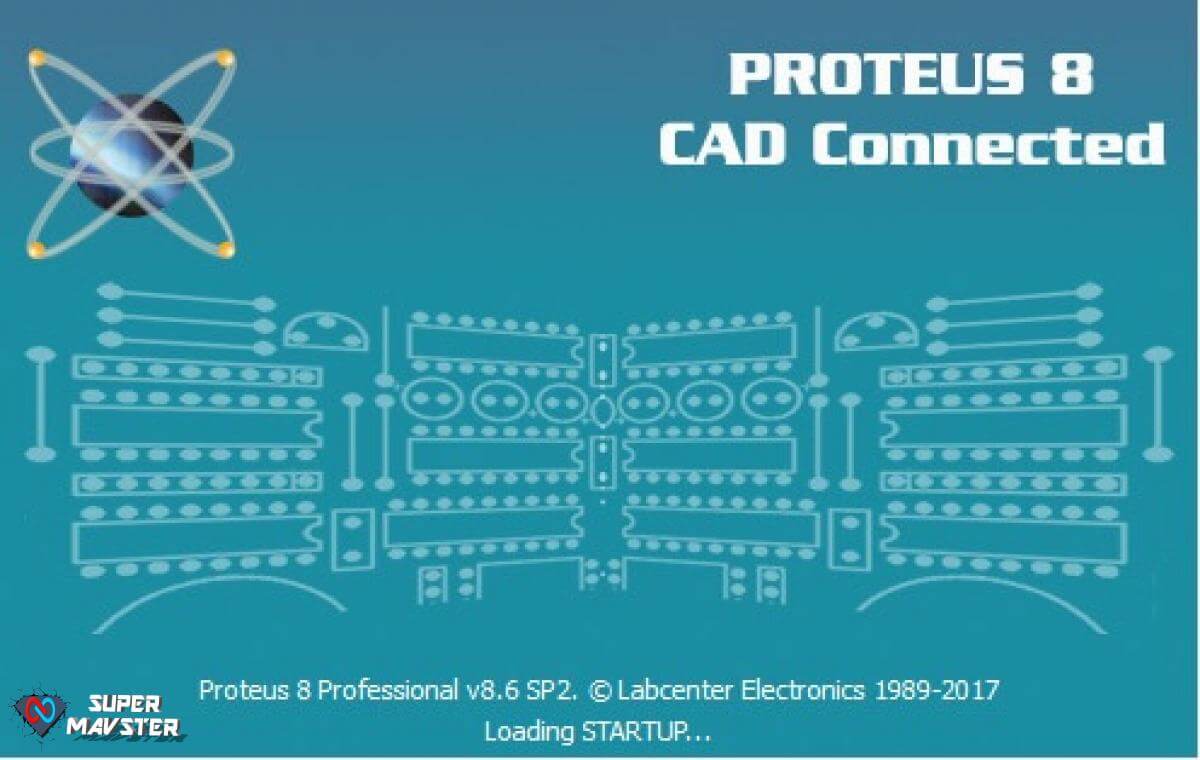 PROTEUS 8
CAD Connected
Proteus 8 Professional v8.6 SP2. © Labcenter Electronics 1989-2017
Loading STARTUP...
SUPER
MAVSTER